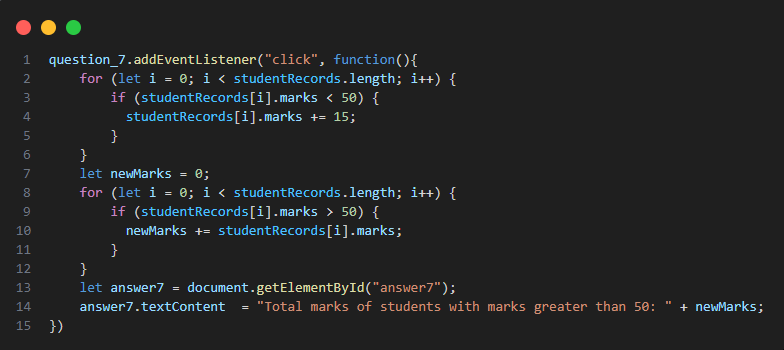 1 question_7.addEventListener("click", function(){
2     for (let i = 0; i < studentRecords.length; i++) {
3         if (studentRecords[i].marks < 50) {
4           studentRecords[i].marks += 15;
5         }
6     }
7     let newMarks = 0;
8     for (let i = 0; i < studentRecords.length; i++) {
9         if (studentRecords[i].marks > 50) {
10           newMarks += studentRecords[i].marks;
11         }
12     }
13     let answer7 = document.getElementById("answer7");
14     answer7.textContent  = "Total marks of students with marks greater than 50: " + newMarks;
15 })